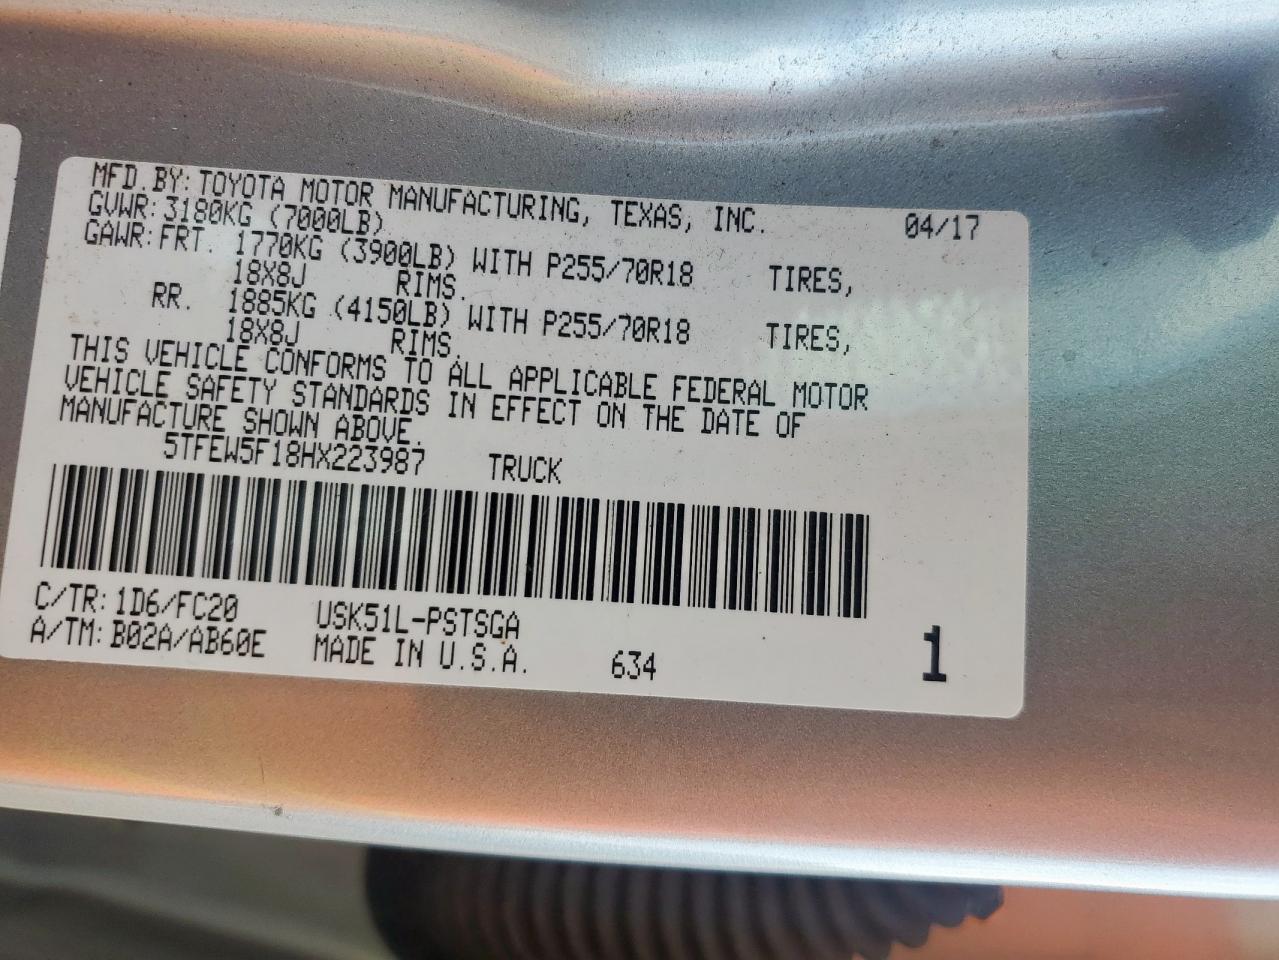 MFD.BY: TOYOTA MOTOR MANUFACTURING, TEXAS, INC. 04/17
GVWR: 3180KG (7000LB)
GAWR: FRT. 1770KG (3900LB) WITH P255/70R18 TIRES,
18X8J RIMS.
RR. 1885KG (4150LB) WITH P255/70R18 TIRES,
18X8J RIMS.
THIS VEHICLE CONFORMS TO ALL APPLICABLE FEDERAL MOTOR
VEHICLE SAFETY STANDARDS IN EFFECT ON THE DATE OF
MANUFACTURE SHOWN ABOVE.
5TFEW5F18HX223987 TRUCK
C/TR: 1D6/FC20 USK51L-PSTSGA
A/TM: B02A/AB60E MADE IN U.S.A. 634 1